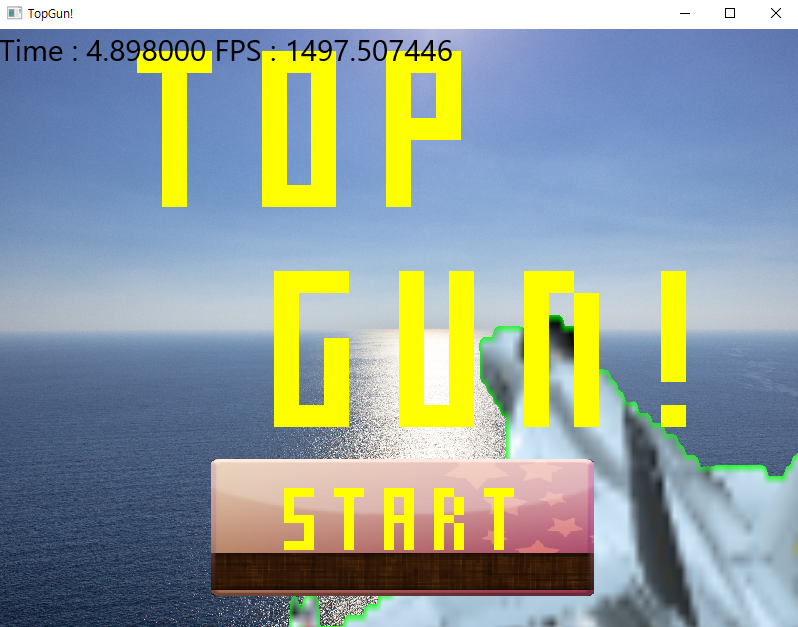 TopGun!
Time : 4.898000 FPS : 1497.507446
TOP
GUN!
START